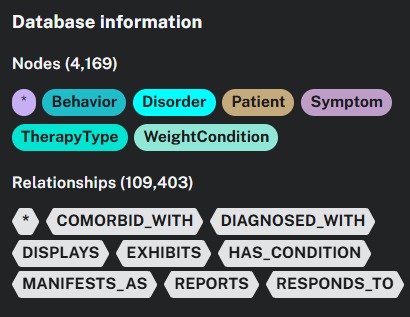 Database information
Nodes (4,169)
* Behavior Disorder Patient Symptom
TherapyType WeightCondition
Relationships (109,403)
* COMORBID_WITH DIAGNOSED_WITH
DISPLAYS EXHIBITS HAS_CONDITION
MANIFESTS_AS REPORTS RESPONDS_TO